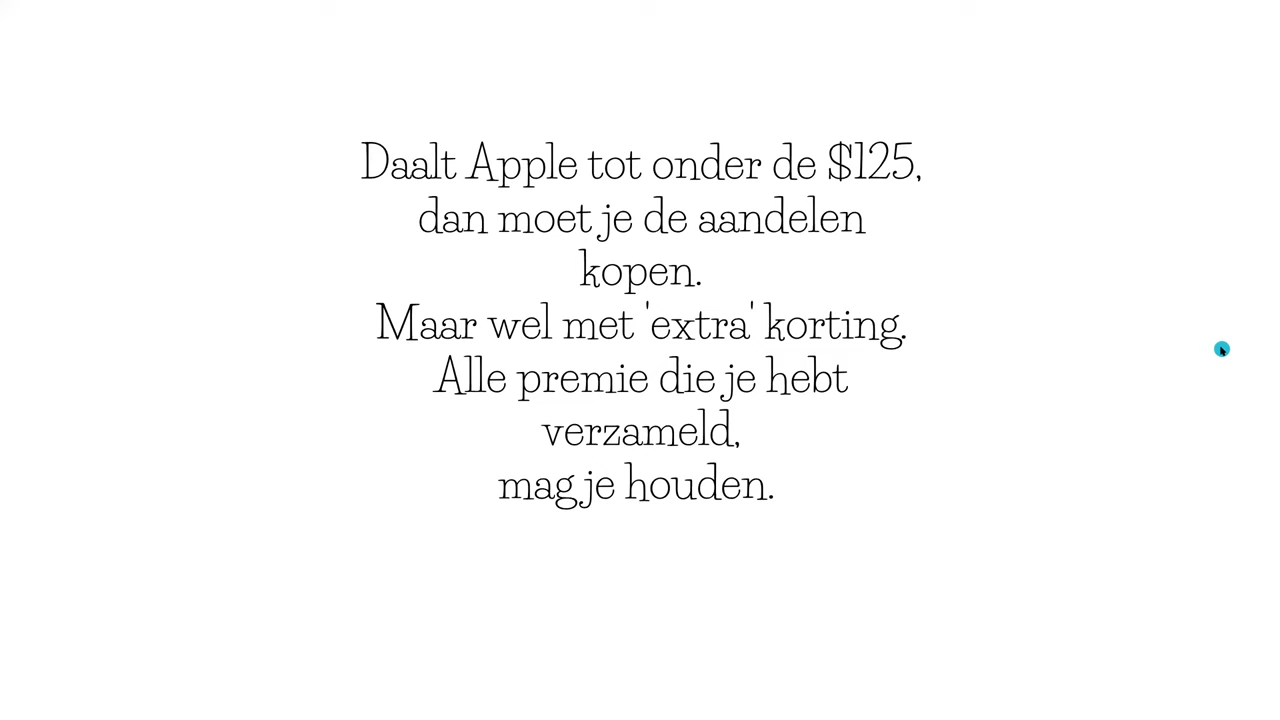 Daalt Apple tot onder de $125,
dan moet je de aandelen
kopen.
Maar wel met 'extra' korting.
Alle premie die je hebt
verzameld,
mag je houden.